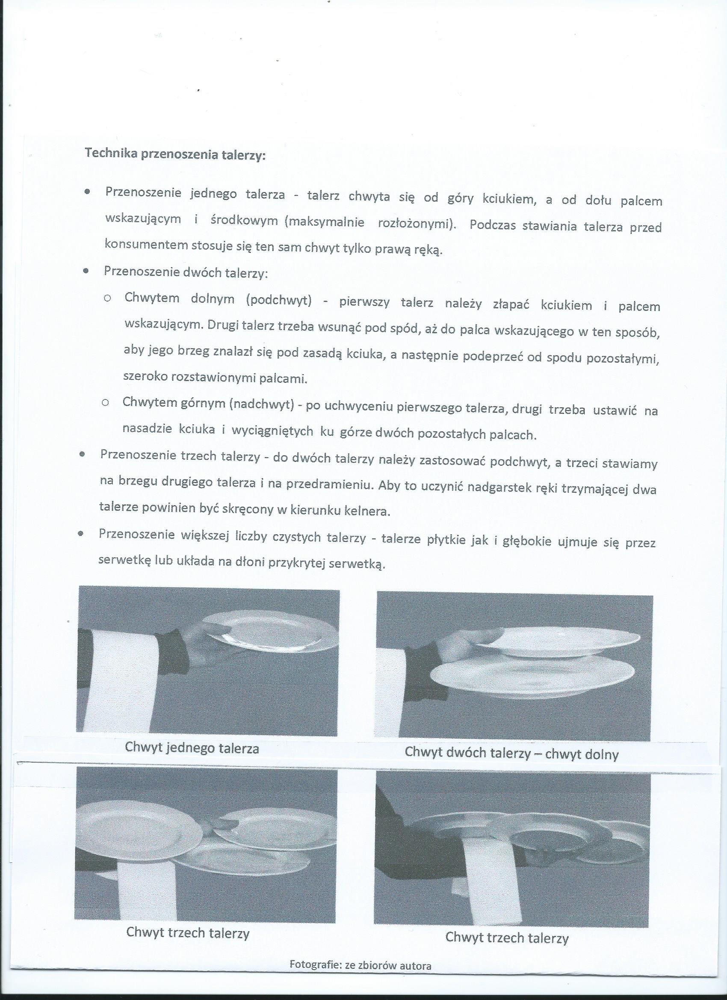 Technika przenoszenia talerzy:
• Przenoszenie jednego talerza - talerz chwyta się od góry kciukiem, a od dołu palcem
wskazującym i środkowym (maksymalnie rozłożonymi). Podczas stawiania talerza przed
konsumentem stosuje się ten sam chwyt tylko prawą ręką.
• Przenoszenie dwóch talerzy:
o Chwytem dolnym (podchwyt) - pierwszy talerz należy złapać kciukiem i palcem
wskazującym. Drugi talerz trzeba wsunąć pod spód, aż do palca wskazującego w ten sposób,
aby jego brzeg znalazł się pod zasadą kciuka, a następnie podeprzeć od spodu pozostałymi,
szeroko rozstawionymi palcami.
o Chwytem górnym (nadchwyt) - po uchwyceniu pierwszego talerza, drugi trzeba ustawić na
nasadzie kciuka i wyciągniętych ku górze dwóch pozostałych palcach.
• Przenoszenie trzech talerzy - do dwóch talerzy należy zastosować podchwyt, a trzeci stawiamy
na brzegu drugiego talerza i na przedramieniu. Aby to uczynić nadgarstek ręki trzymającej dwa
talerze powinien być skręcony w kierunku kelnera.
• Przenoszenie większej liczby czystych talerzy - talerze płytkie jak i głębokie ujmuje się przez
serwetkę lub układa na dłoni przykrytej serwetką.
Chwyt jednego talerza
Chwyt dwóch talerzy – chwyt dolny
Chwyt trzech talerzy
Chwyt trzech talerzy
Fotografie: ze zbiorów autora